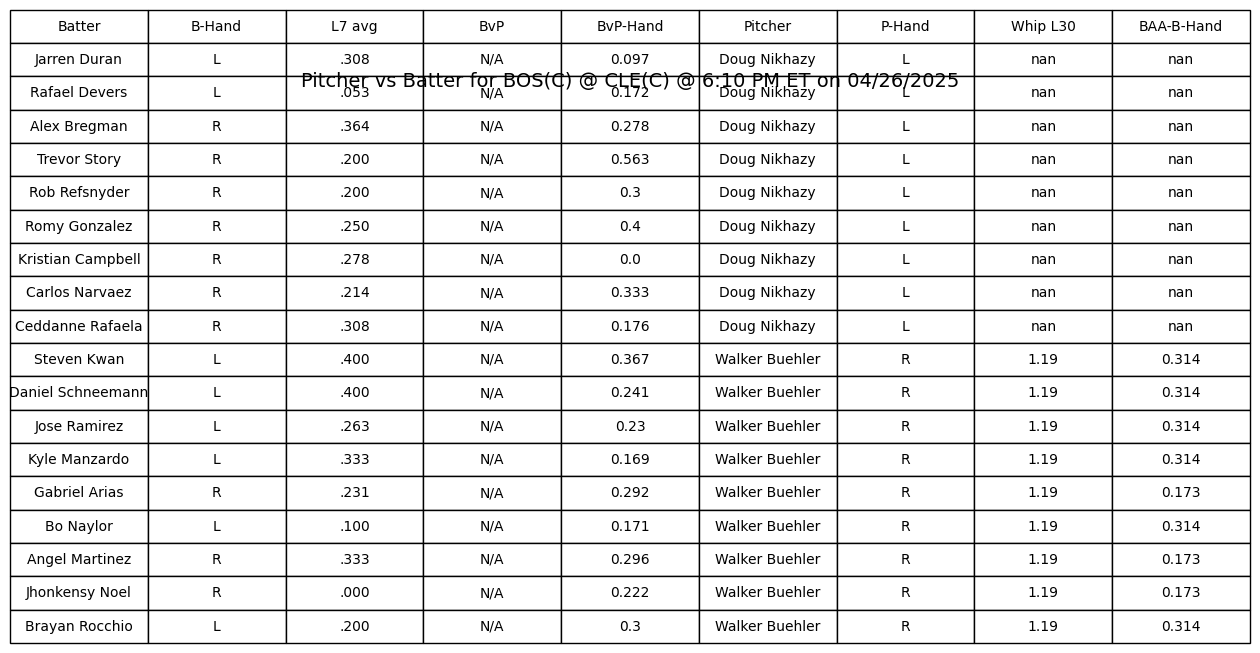 Batter B-Hand L7 avg BvP BvP-Hand Pitcher P-Hand Whip L30 BAA-B-Hand
Jarren Duran L .308 N/A 0.097 Doug Nikhazy L nan nan
Pitcher vs Batter for BOS(C) @ CLE(C) @ 6:10 PM ET on 04/26/2025
Rafael Devers L .053 N/A 0.172 Doug Nikhazy L nan nan
Alex Bregman R .364 N/A 0.278 Doug Nikhazy L nan nan
Trevor Story R .200 N/A 0.563 Doug Nikhazy L nan nan
Rob Refsnyder R .200 N/A 0.3 Doug Nikhazy L nan nan
Romy Gonzalez R .250 N/A 0.4 Doug Nikhazy L nan nan
Kristian Campbell R .278 N/A 0.0 Doug Nikhazy L nan nan
Carlos Narvaez R .214 N/A 0.333 Doug Nikhazy L nan nan
Ceddanne Rafaela R .308 N/A 0.176 Doug Nikhazy L nan nan
Steven Kwan L .400 N/A 0.367 Walker Buehler R 1.19 0.314
Daniel Schneemann L .400 N/A 0.241 Walker Buehler R 1.19 0.314
Jose Ramirez L .263 N/A 0.23 Walker Buehler R 1.19 0.314
Kyle Manzardo L .333 N/A 0.169 Walker Buehler R 1.19 0.314
Gabriel Arias R .231 N/A 0.292 Walker Buehler R 1.19 0.173
Bo Naylor L .100 N/A 0.171 Walker Buehler R 1.19 0.314
Angel Martinez R .333 N/A 0.296 Walker Buehler R 1.19 0.173
Jhonkensy Noel R .000 N/A 0.222 Walker Buehler R 1.19 0.173
Brayan Rocchio L .200 N/A 0.3 Walker Buehler R 1.19 0.314